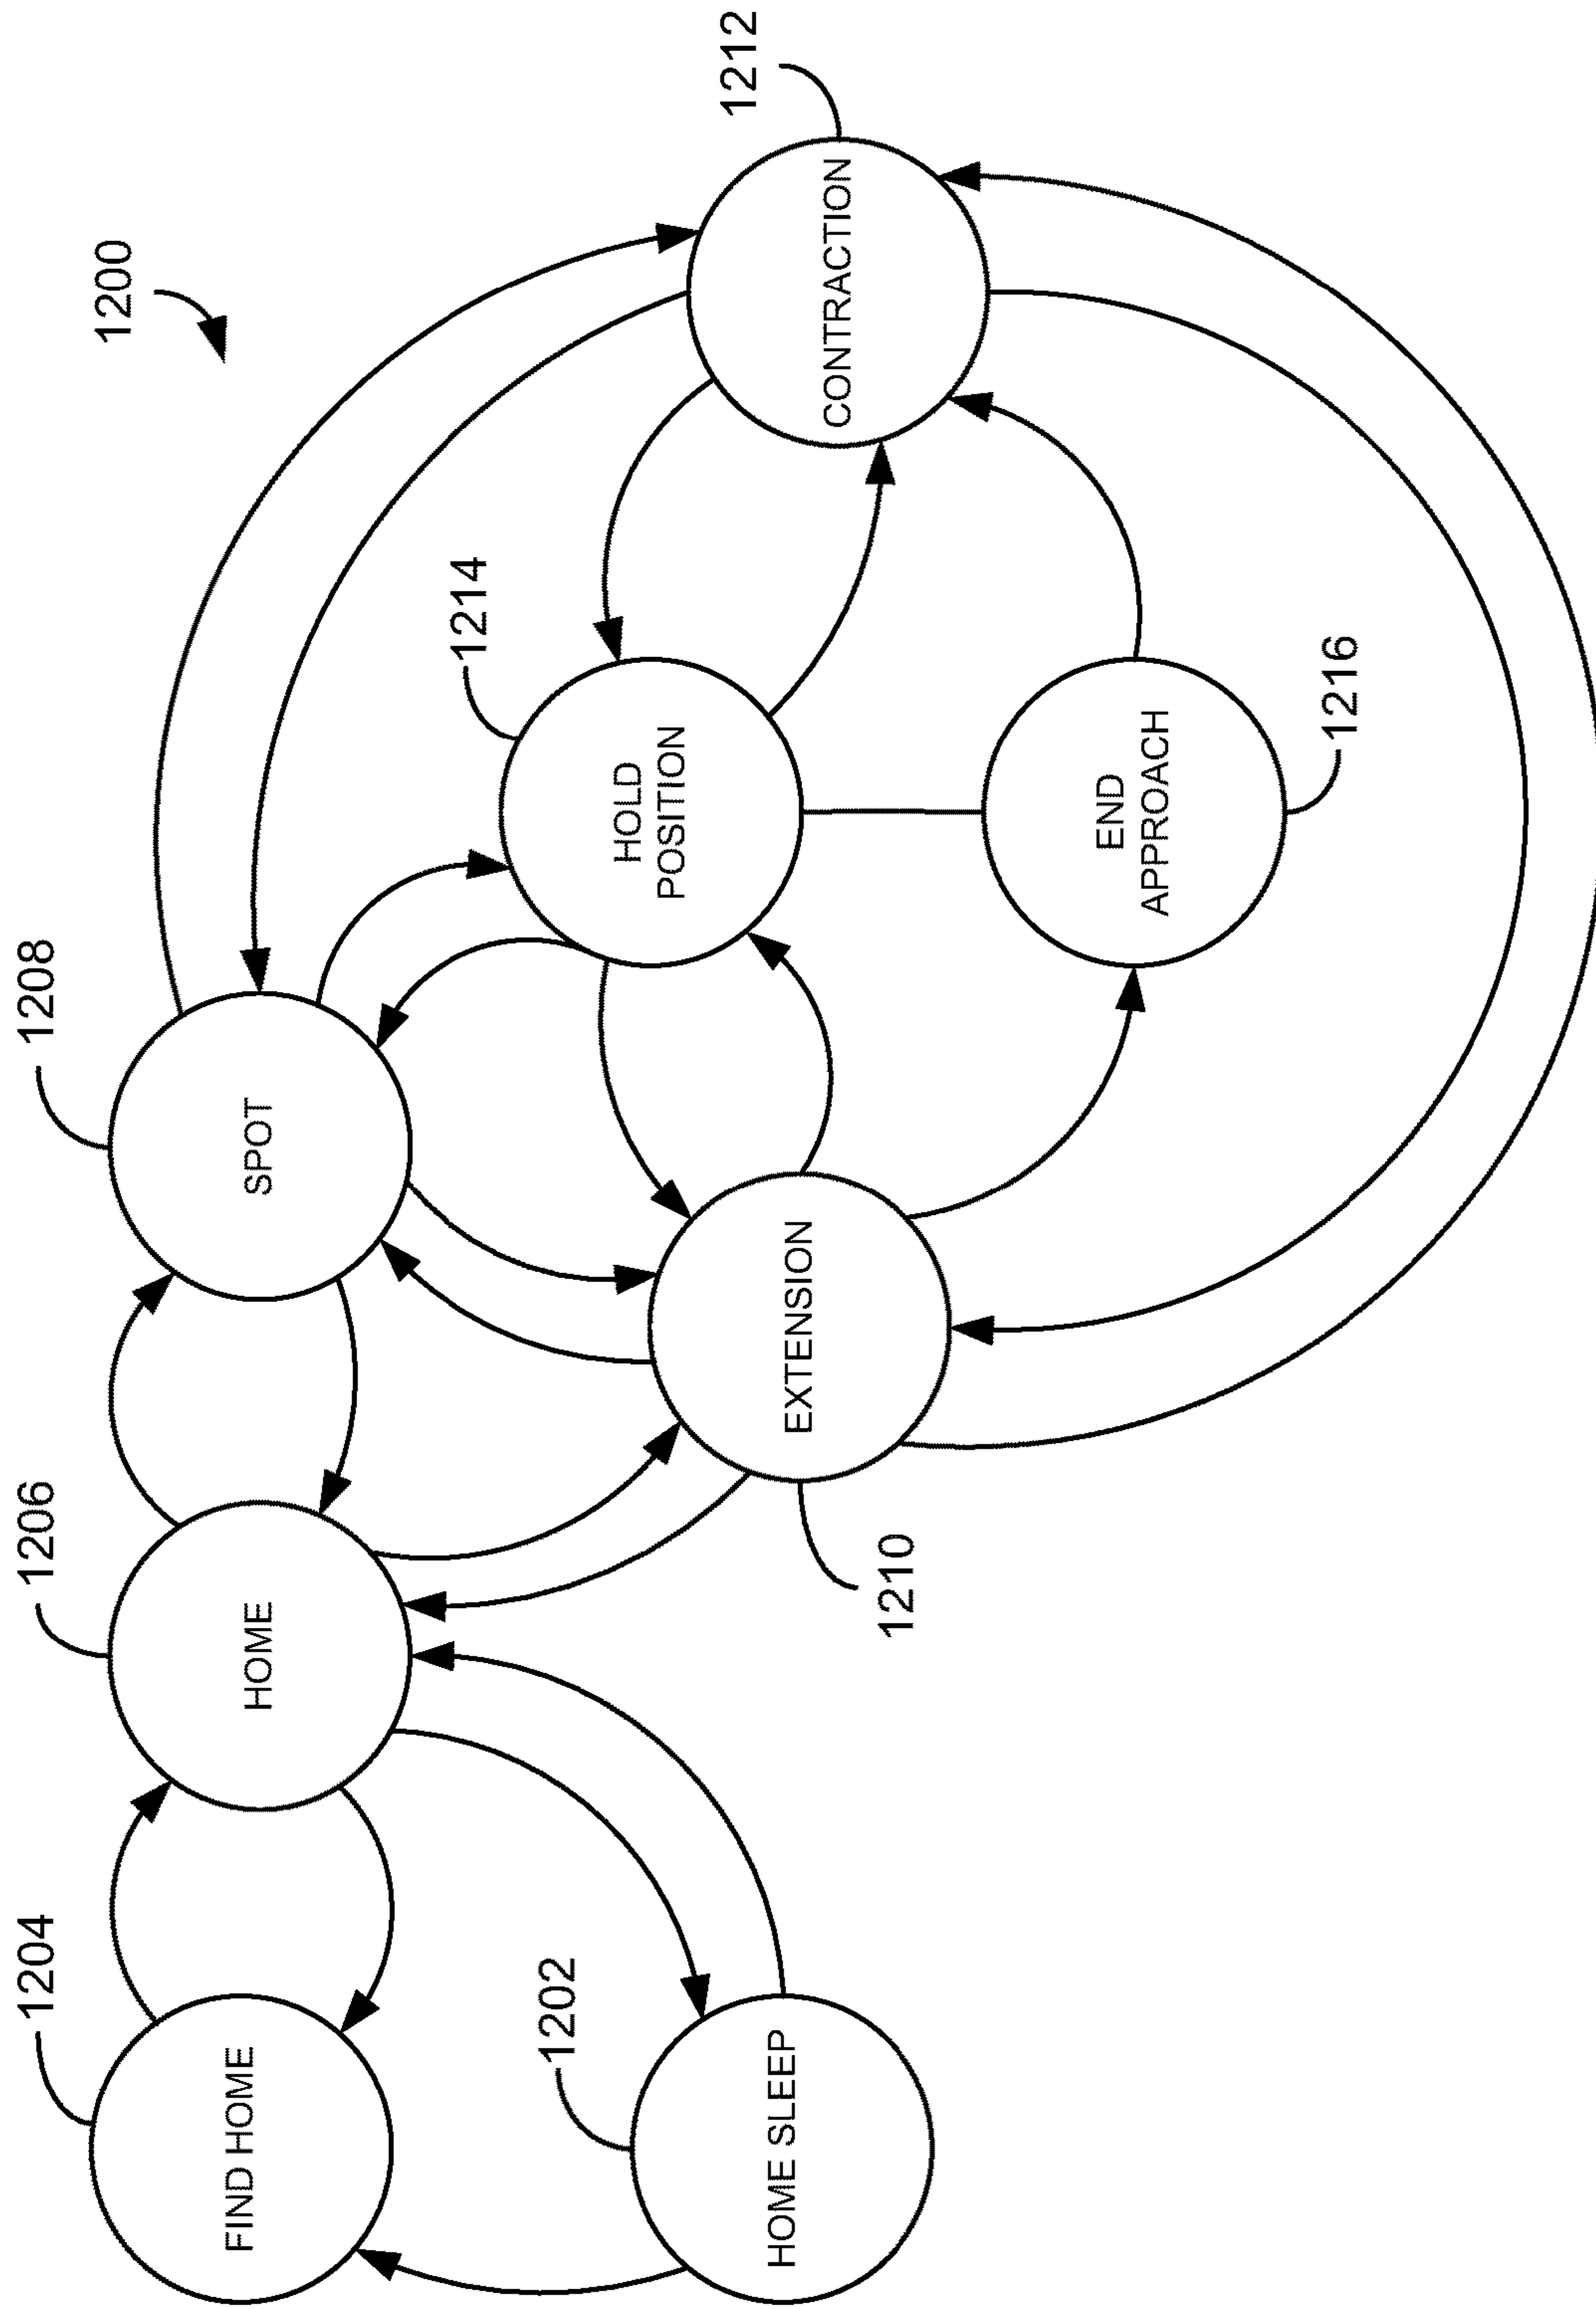 1200
1204
FIND HOME
1206
HOME
1208
SPOT
1202
HOME SLEEP
1210
EXTENSION
1214
HOLD
POSITION
1212
CONTRACTION
END
APPROACH
1216